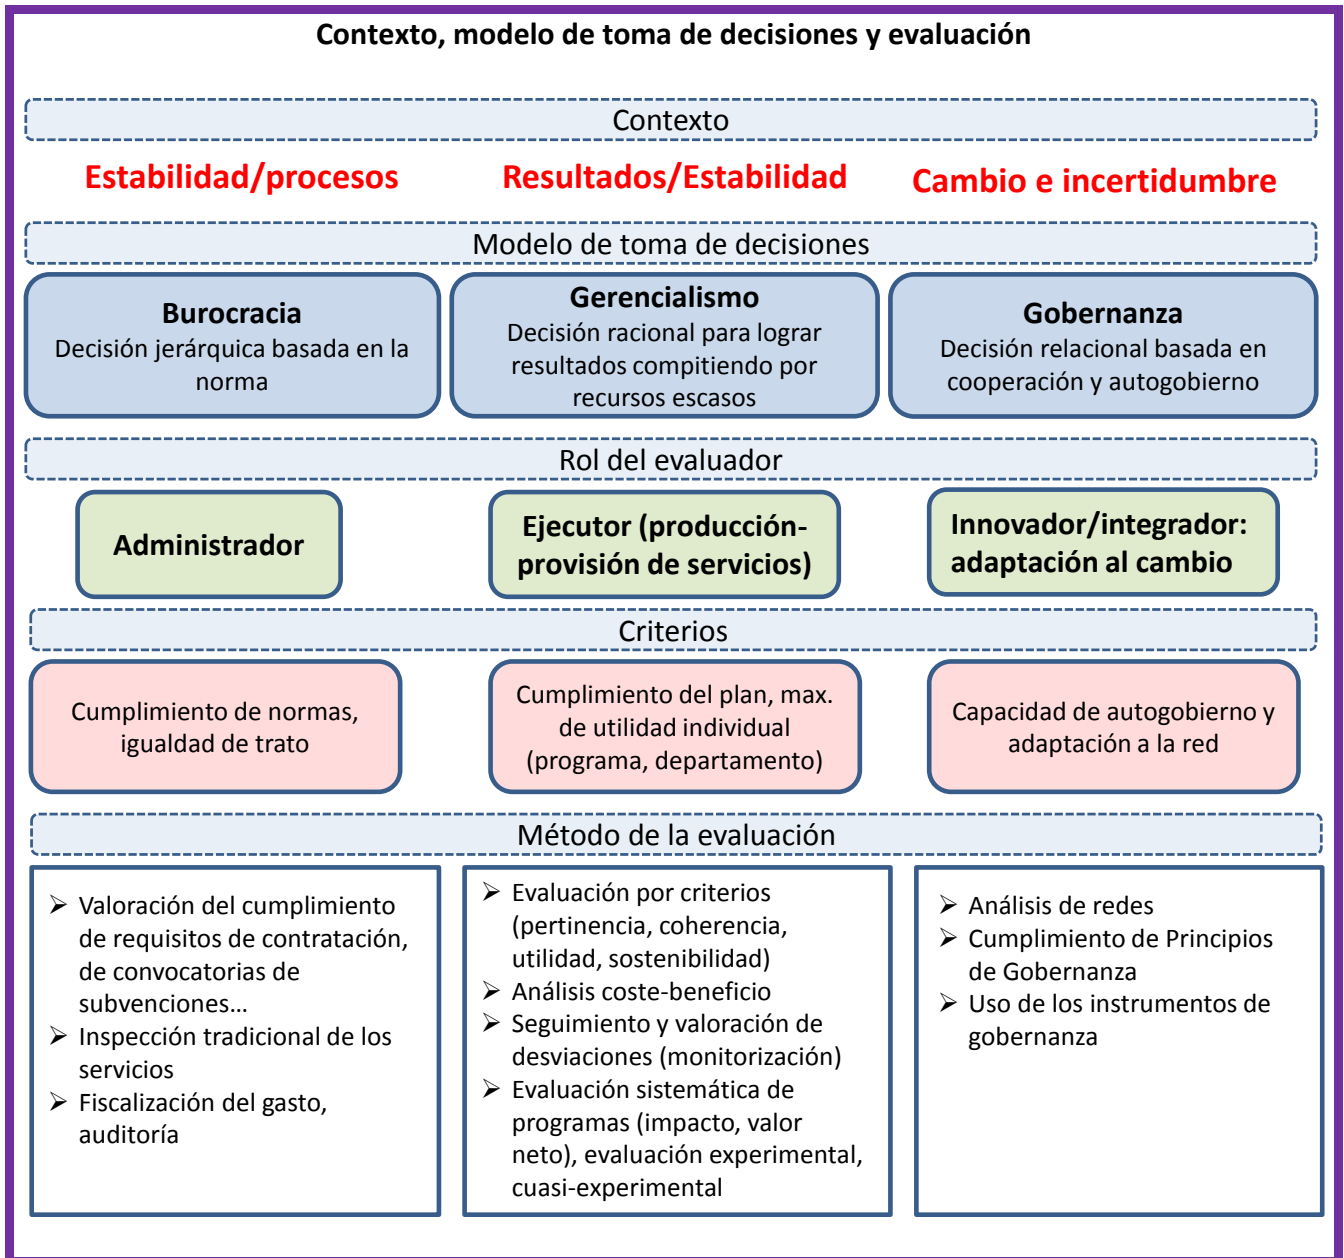 Contexto, modelo de toma de decisiones y evaluación
Contexto
Estabilidad/procesos
Resultados/Estabilidad
Cambio e incertidumbre
Modelo de toma de decisiones
Burocracia
Decisión jerárquica basada en la
norma
Gerencialismo
Decisión racional para lograr
resultados compitiendo por
recursos escasos
Gobernanza
Decisión relacional basada en
cooperación y autogobierno
Rol del evaluador
Administrador
Ejecutor (producción-
provisión de servicios)
Innovador/integrador:
adaptación al cambio
Criterios
Cumplimiento de normas,
igualdad de trato
Cumplimiento del plan, max.
de utilidad individual
(programa, departamento)
Capacidad de autogobierno y
adaptación a la red
Método de la evaluación
➢ Valoración del cumplimiento
de requisitos de contratación,
de convocatorias de
subvenciones…
➢ Inspección tradicional de los
servicios
➢ Fiscalización del gasto,
auditoría
➢ Evaluación por criterios
(pertinencia, coherencia,
utilidad, sostenibilidad)
➢ Análisis coste-beneficio
➢ Seguimiento y valoración de
desviaciones (monitorización)
➢ Evaluación sistemática de
programas (impacto, valor
neto), evaluación experimental,
cuasi-experimental
➢ Análisis de redes
➢ Cumplimiento de Principios
de Gobernanza
➢ Uso de los instrumentos de
gobernanza